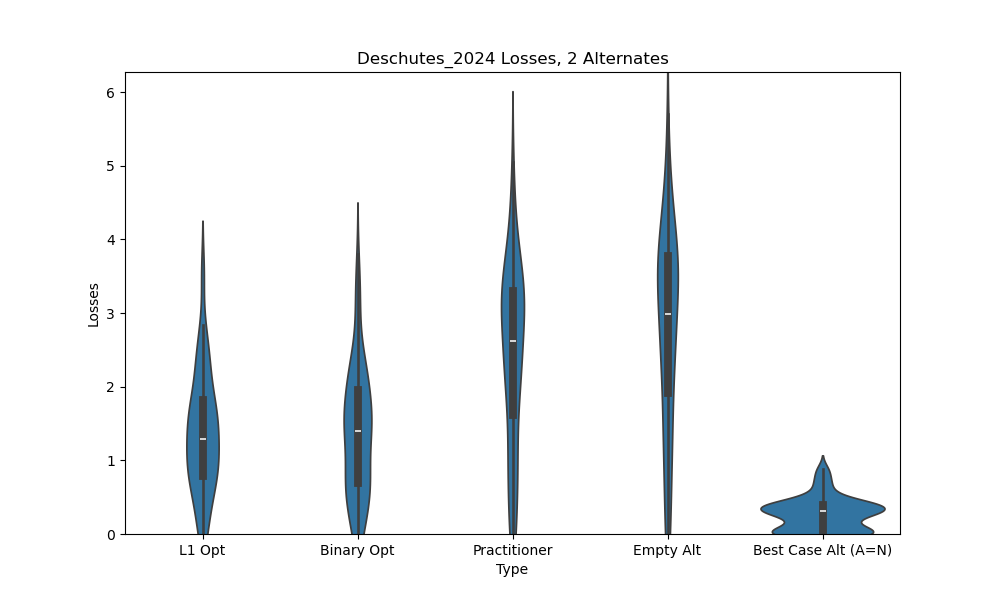 Deschutes_2024 Losses, 2 Alternates
6
5
4
3
2
1
0
Losses
L1 Opt
Binary Opt
Practitioner
Empty Alt
Best Case Alt (A=N)
Type